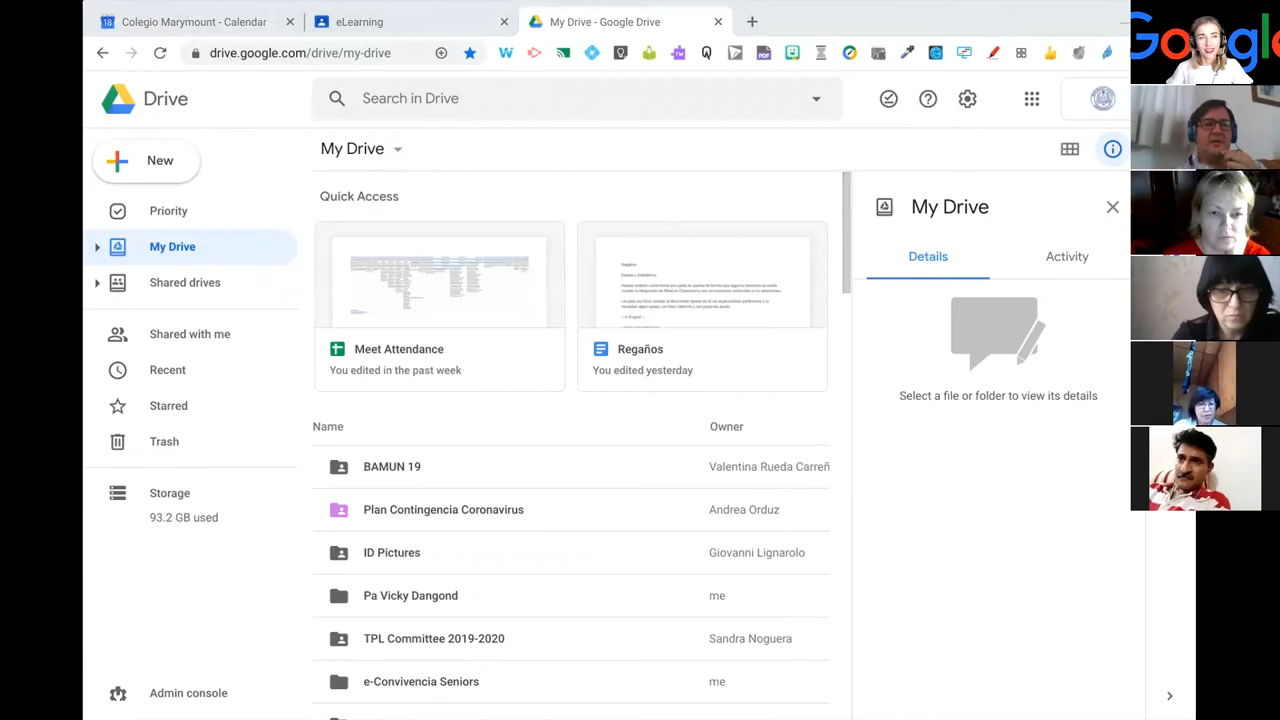 Colegio Marymount - Calendar
eLearning
My Drive - Google Drive
drive.google.com/drive/my-drive
Google
Drive
Search in Drive
New
My Drive
Priority
My Drive
Shared drives
Shared with me
Recent
Starred
Trash
Storage
93.2 GB used
Admin console
Quick Access
Regaños
Meet Attendance
You edited in the past week
Regaños
You edited yesterday
Name
Owner
BAMUN 19
Valentina Rueda Carreñ
Plan Contingencia Coronavirus
Andrea Orduz
ID Pictures
Giovanni Lignarolo
Pa Vicky Dangond
me
TPL Committee 2019-2020
Sandra Noguera
e-Convivencia Seniors
me
My Drive
Details
Activity
Select a file or folder to view its details